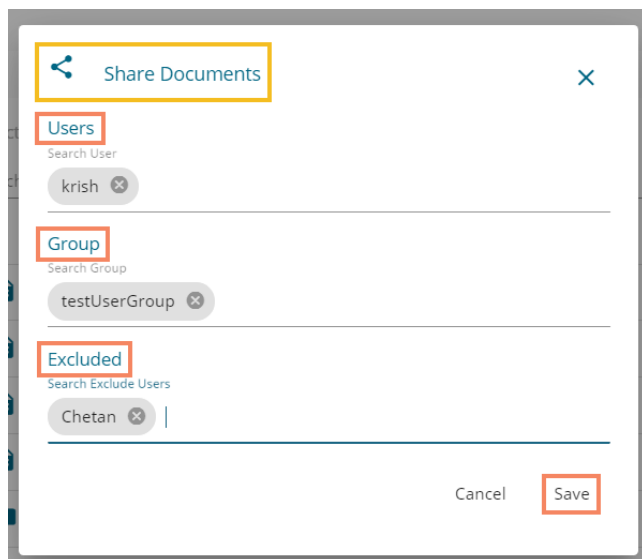 Share Documents
Users
Search User
krish
Group
Search Group
testUserGroup
Excluded
Search Exclude Users
Chetan
Cancel Save